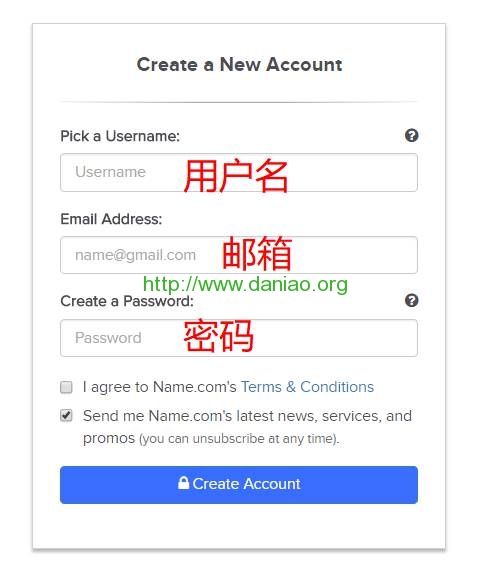 Create a New Account
Pick a Username:
Username 用户名
Email Address:
name@gmail.com 邮箱
http://www.daniao.org
Create a Password:
Password 密码
I agree to Name.com's Terms & Conditions
Send me Name.com's latest news, services, and
promos (you can unsubscribe at any time).
Create Account